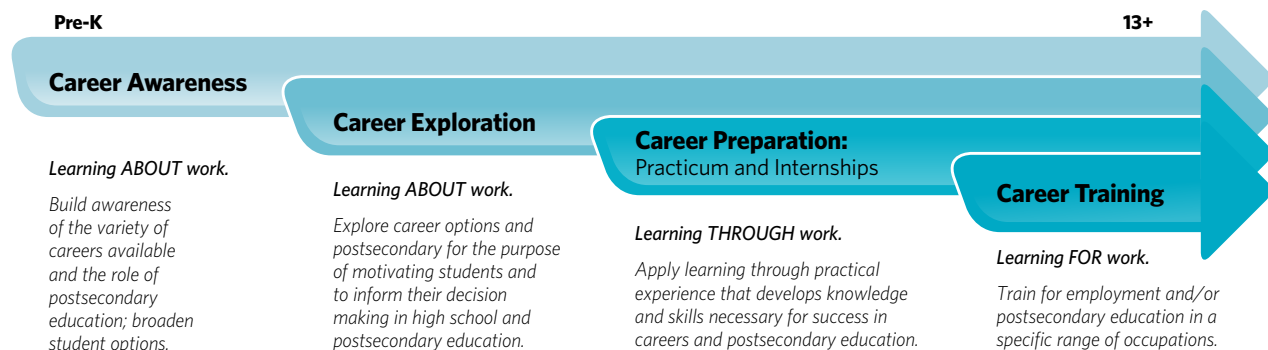 Pre-K
13+
Career Awareness
Learning ABOUT work.
Build awareness
of the variety of
careers available
and the role of
postsecondary
education; broaden
student options.
Career Exploration
Learning ABOUT work.
Explore career options and
postsecondary for the purpose
of motivating students and
to inform their decision
making in high school and
postsecondary education.
Career Preparation:
Practicum and Internships
Learning THROUGH work.
Apply learning through practical
experience that develops knowledge
and skills necessary for success in
careers and postsecondary education.
Career Training
Learning FOR work.
Train for employment and/or
postsecondary education in a
specific range of occupations.